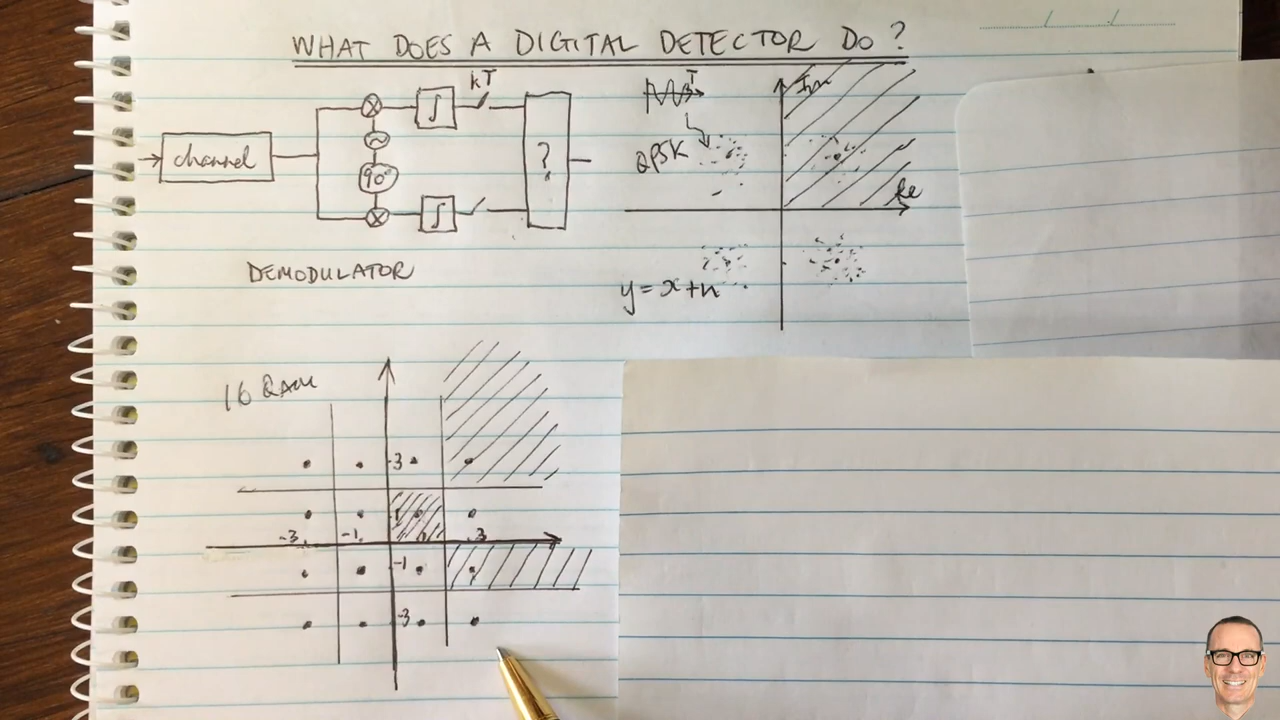 WHAT DOES A DIGITAL DETECTOR DO?
kT
T
Im
channel
∫
~
90°
?
QPSK
Re
∫
DEMODULATOR
y = x + n
16 QAM
3
1
-3
-1
1
3
-1
-3